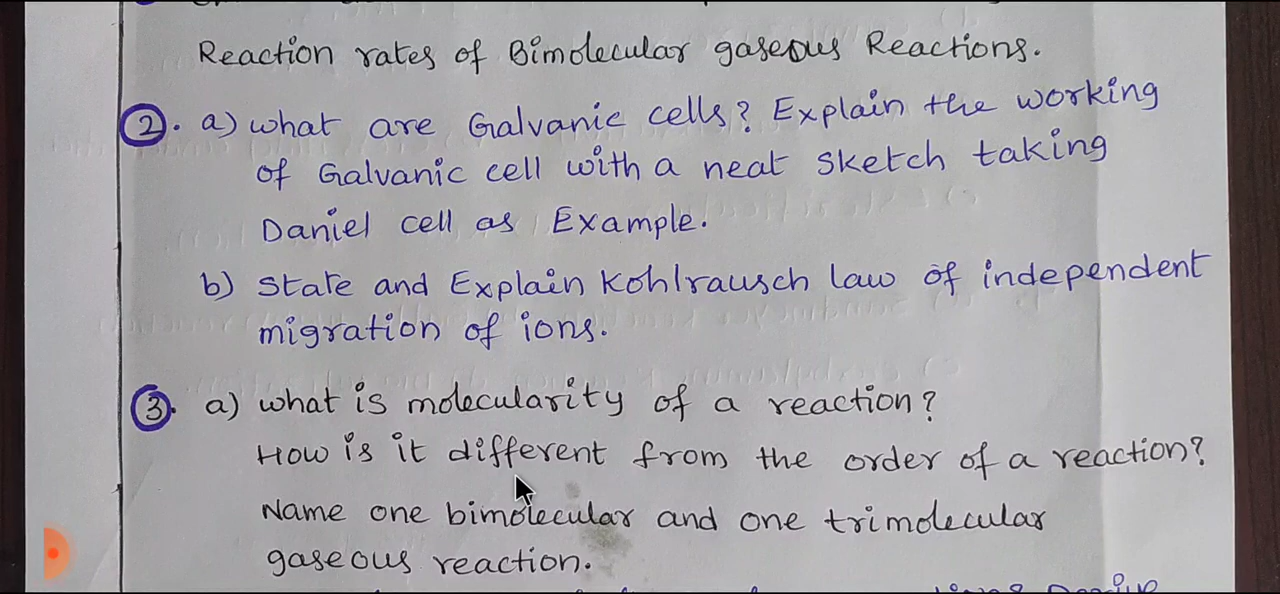 Reaction rates of Bimolecular gaseous Reactions.
2. a) what are Galvanic cells? Explain the working
of Galvanic cell with a neat sketch taking
Daniel cell as Example.
b) State and Explain Kohlrausch law of independent
migration of ions.
3. a) what is molecularity of a reaction?
How is it different from the order of a reaction?
Name one bimolecular and one trimolecular
gaseous reaction.